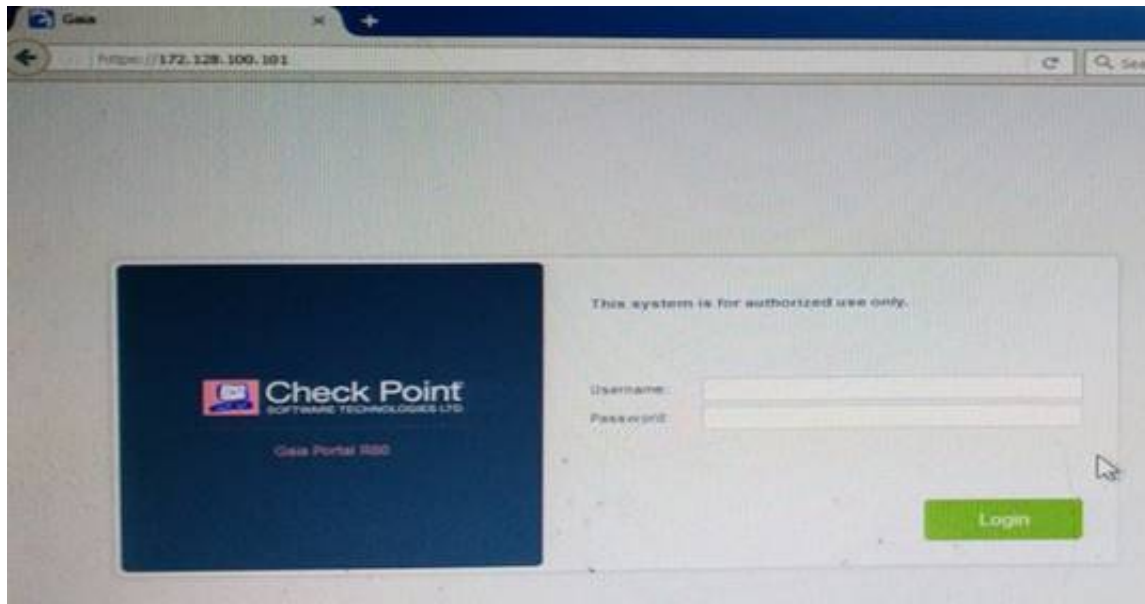 Gaia
https://172.128.100.101
This system is for authorized use only.
Check Point
SOFTWARE TECHNOLOGIES LTD.
Gaia Portal R80
Username:
Password:
Login